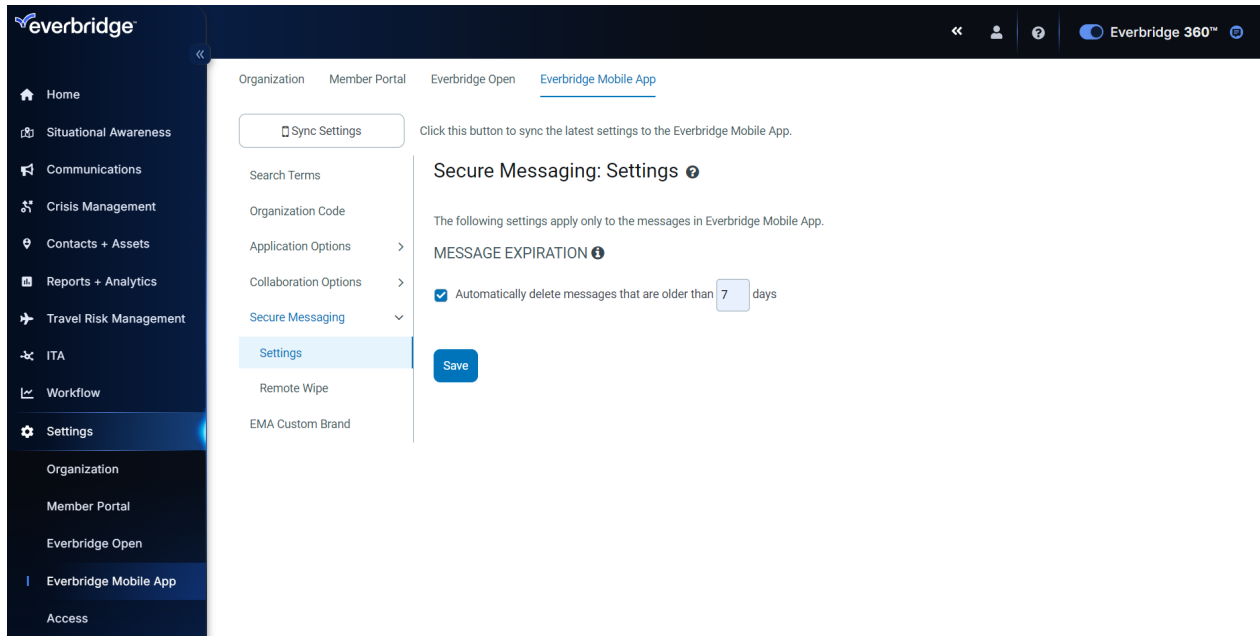 everbridge™
Everbridge 360™
Home
Situational Awareness
Communications
Crisis Management
Contacts + Assets
Reports + Analytics
Travel Risk Management
ITA
Workflow
Settings
Organization
Member Portal
Everbridge Open
Everbridge Mobile App
Access
Organization Member Portal Everbridge Open Everbridge Mobile App
Sync Settings Click this button to sync the latest settings to the Everbridge Mobile App.
Search Terms
Organization Code
Application Options
Collaboration Options
Secure Messaging
Settings
Remote Wipe
EMA Custom Brand
Secure Messaging: Settings
The following settings apply only to the messages in Everbridge Mobile App.
MESSAGE EXPIRATION
Automatically delete messages that are older than 7 days
Save